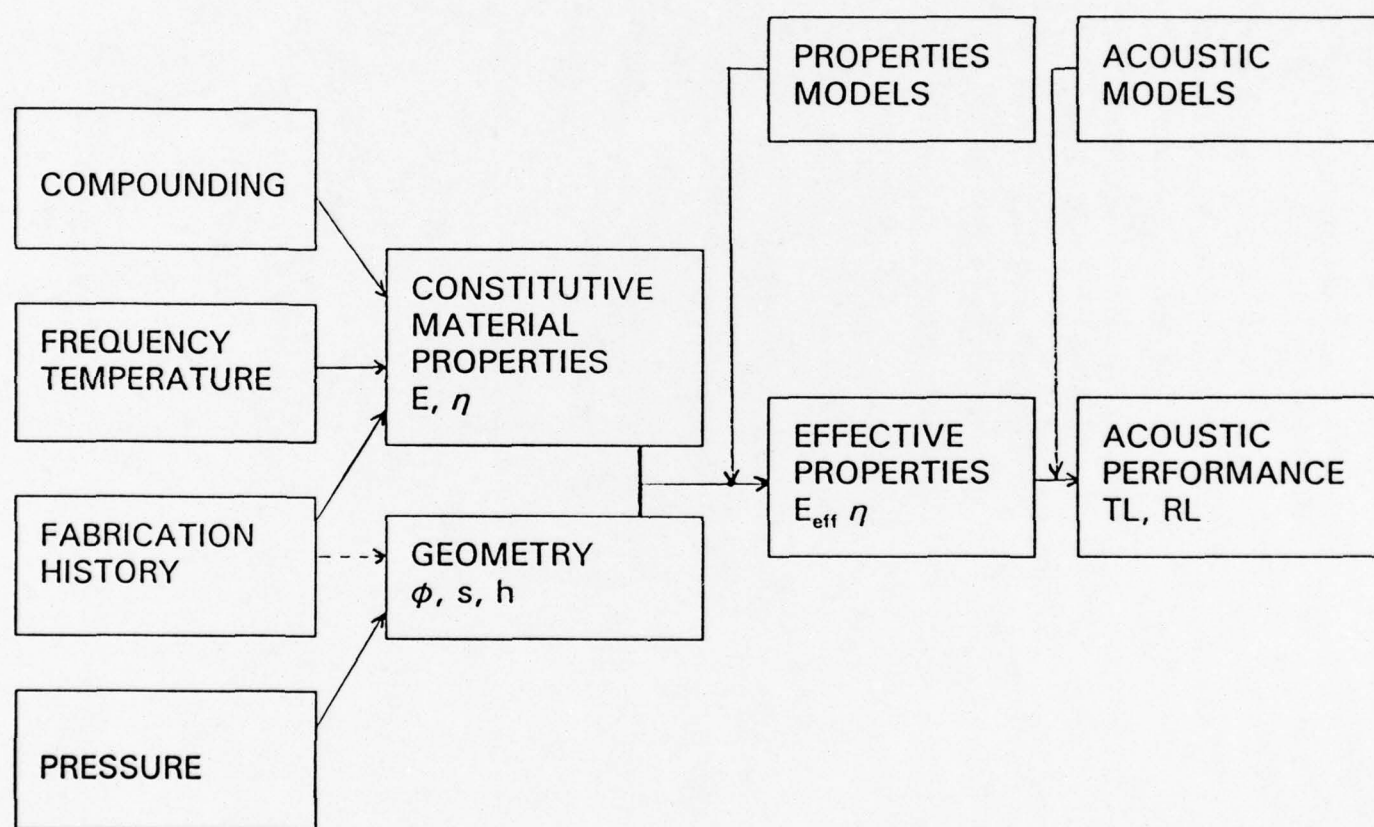 COMPOUNDING
FREQUENCY
TEMPERATURE
FABRICATION
HISTORY
PRESSURE
CONSTITUTIVE
MATERIAL
PROPERTIES
E, η
GEOMETRY
ϕ, s, h
PROPERTIES
MODELS
EFFECTIVE
PROPERTIES
E_eff η
ACOUSTIC
MODELS
ACOUSTIC
PERFORMANCE
TL, RL